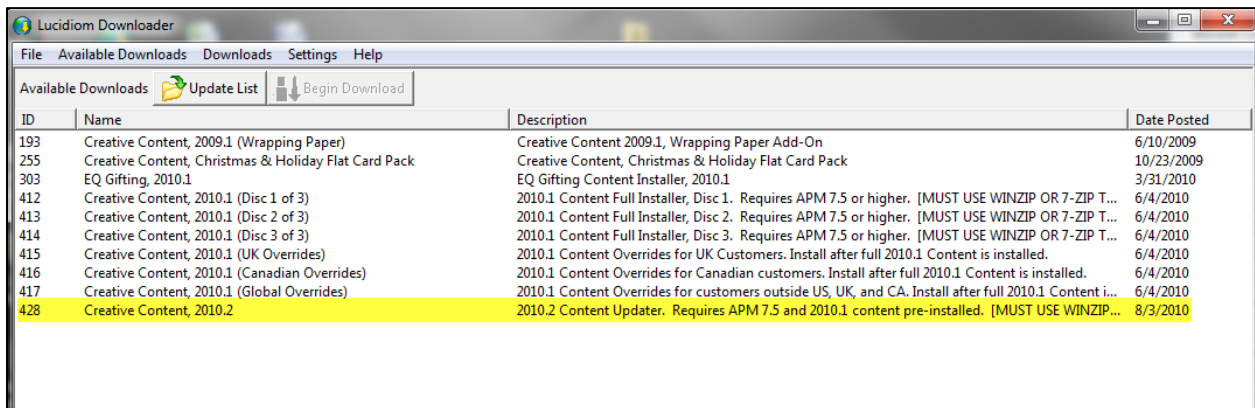 Lucidiom Downloader
File Available Downloads Downloads Settings Help
Available Downloads Update List Begin Download
ID Name Description Date Posted
193 Creative Content, 2009.1 (Wrapping Paper) Creative Content 2009.1, Wrapping Paper Add-On 6/10/2009
255 Creative Content, Christmas & Holiday Flat Card Pack Creative Content, Christmas & Holiday Flat Card Pack 10/23/2009
303 EQ Gifting, 2010.1 EQ Gifting Content Installer, 2010.1 3/31/2010
412 Creative Content, 2010.1 (Disc 1 of 3) 2010.1 Content Full Installer, Disc 1. Requires APM 7.5 or higher. [MUST USE WINZIP OR 7-ZIP T... 6/4/2010
413 Creative Content, 2010.1 (Disc 2 of 3) 2010.1 Content Full Installer, Disc 2. Requires APM 7.5 or higher. [MUST USE WINZIP OR 7-ZIP T... 6/4/2010
414 Creative Content, 2010.1 (Disc 3 of 3) 2010.1 Content Full Installer, Disc 3. Requires APM 7.5 or higher. [MUST USE WINZIP OR 7-ZIP T... 6/4/2010
415 Creative Content, 2010.1 (UK Overrides) 2010.1 Content Overrides for UK Customers. Install after full 2010.1 Content is installed. 6/4/2010
416 Creative Content, 2010.1 (Canadian Overrides) 2010.1 Content Overrides for Canadian customers. Install after full 2010.1 Content is installed. 6/4/2010
417 Creative Content, 2010.1 (Global Overrides) 2010.1 Content Overrides for customers outside US, UK, and CA. Install after full 2010.1 Content i... 6/4/2010
428 Creative Content, 2010.2 2010.2 Content Updater. Requires APM 7.5 and 2010.1 content pre-installed. [MUST USE WINZIP... 8/3/2010